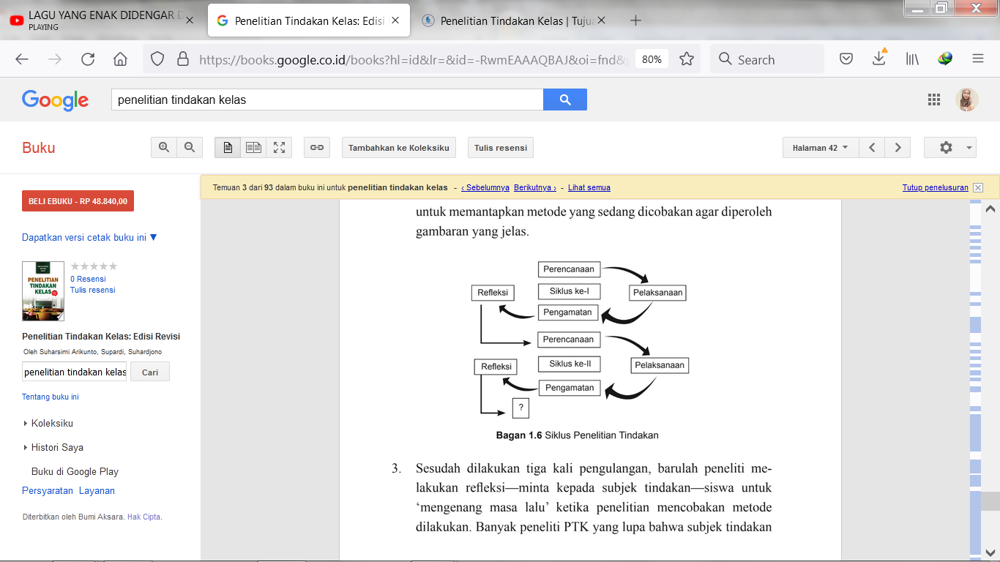 LAGU YANG ENAK DIDENGAR D
PLAYING
Penelitian Tindakan Kelas: Edisi
Penelitian Tindakan Kelas | Tujua
https://books.google.co.id/books?hl=id&lr=&id=-RwmEAAAQBAJ&oi=fnd&
80%
Search
Google
penelitian tindakan kelas
Buku
Tambahkan ke Koleksiku
Tulis resensi
Halaman 42
BELI EBUKU - RP 48.840,00
Dapatkan versi cetak buku ini ▼
PENELITIAN
TINDAKAN
KELAS
0 Resensi
Tulis resensi
Penelitian Tindakan Kelas: Edisi Revisi
Oleh Suharsimi Arikunto, Supardi, Suhardjono
penelitian tindakan kelas
Cari
Tentang buku ini
Koleksiku
Histori Saya
Buku di Google Play
Persyaratan Layanan
Diterbitkan oleh Bumi Aksara. Hak Cipta.
Temuan 3 dari 93 dalam buku ini untuk penelitian tindakan kelas - ‹ Sebelumnya Berikutnya › - Lihat semua
Tutup penelusuran
untuk memantapkan metode yang sedang dicobakan agar diperoleh
gambaran yang jelas.
Perencanaan
Refleksi
Siklus ke-I
Pelaksanaan
Pengamatan
Perencanaan
Refleksi
Siklus ke-II
Pelaksanaan
Pengamatan
?
Bagan 1.6 Siklus Penelitian Tindakan
3. Sesudah dilakukan tiga kali pengulangan, barulah peneliti me-
lakukan refleksi—minta kepada subjek tindakan—siswa untuk
‘mengenang masa lalu’ ketika penelitian mencobakan metode
dilakukan. Banyak peneliti PTK yang lupa bahwa subjek tindakan